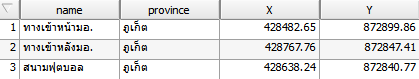 name province X Y
1 ทางเข้าหน้ามอ. ภูเก็ต 428482.65 872899.86
2 ทางเข้าหลังมอ. ภูเก็ต 428767.76 872847.41
3 สนามฟุตบอล ภูเก็ต 428638.24 872840.77